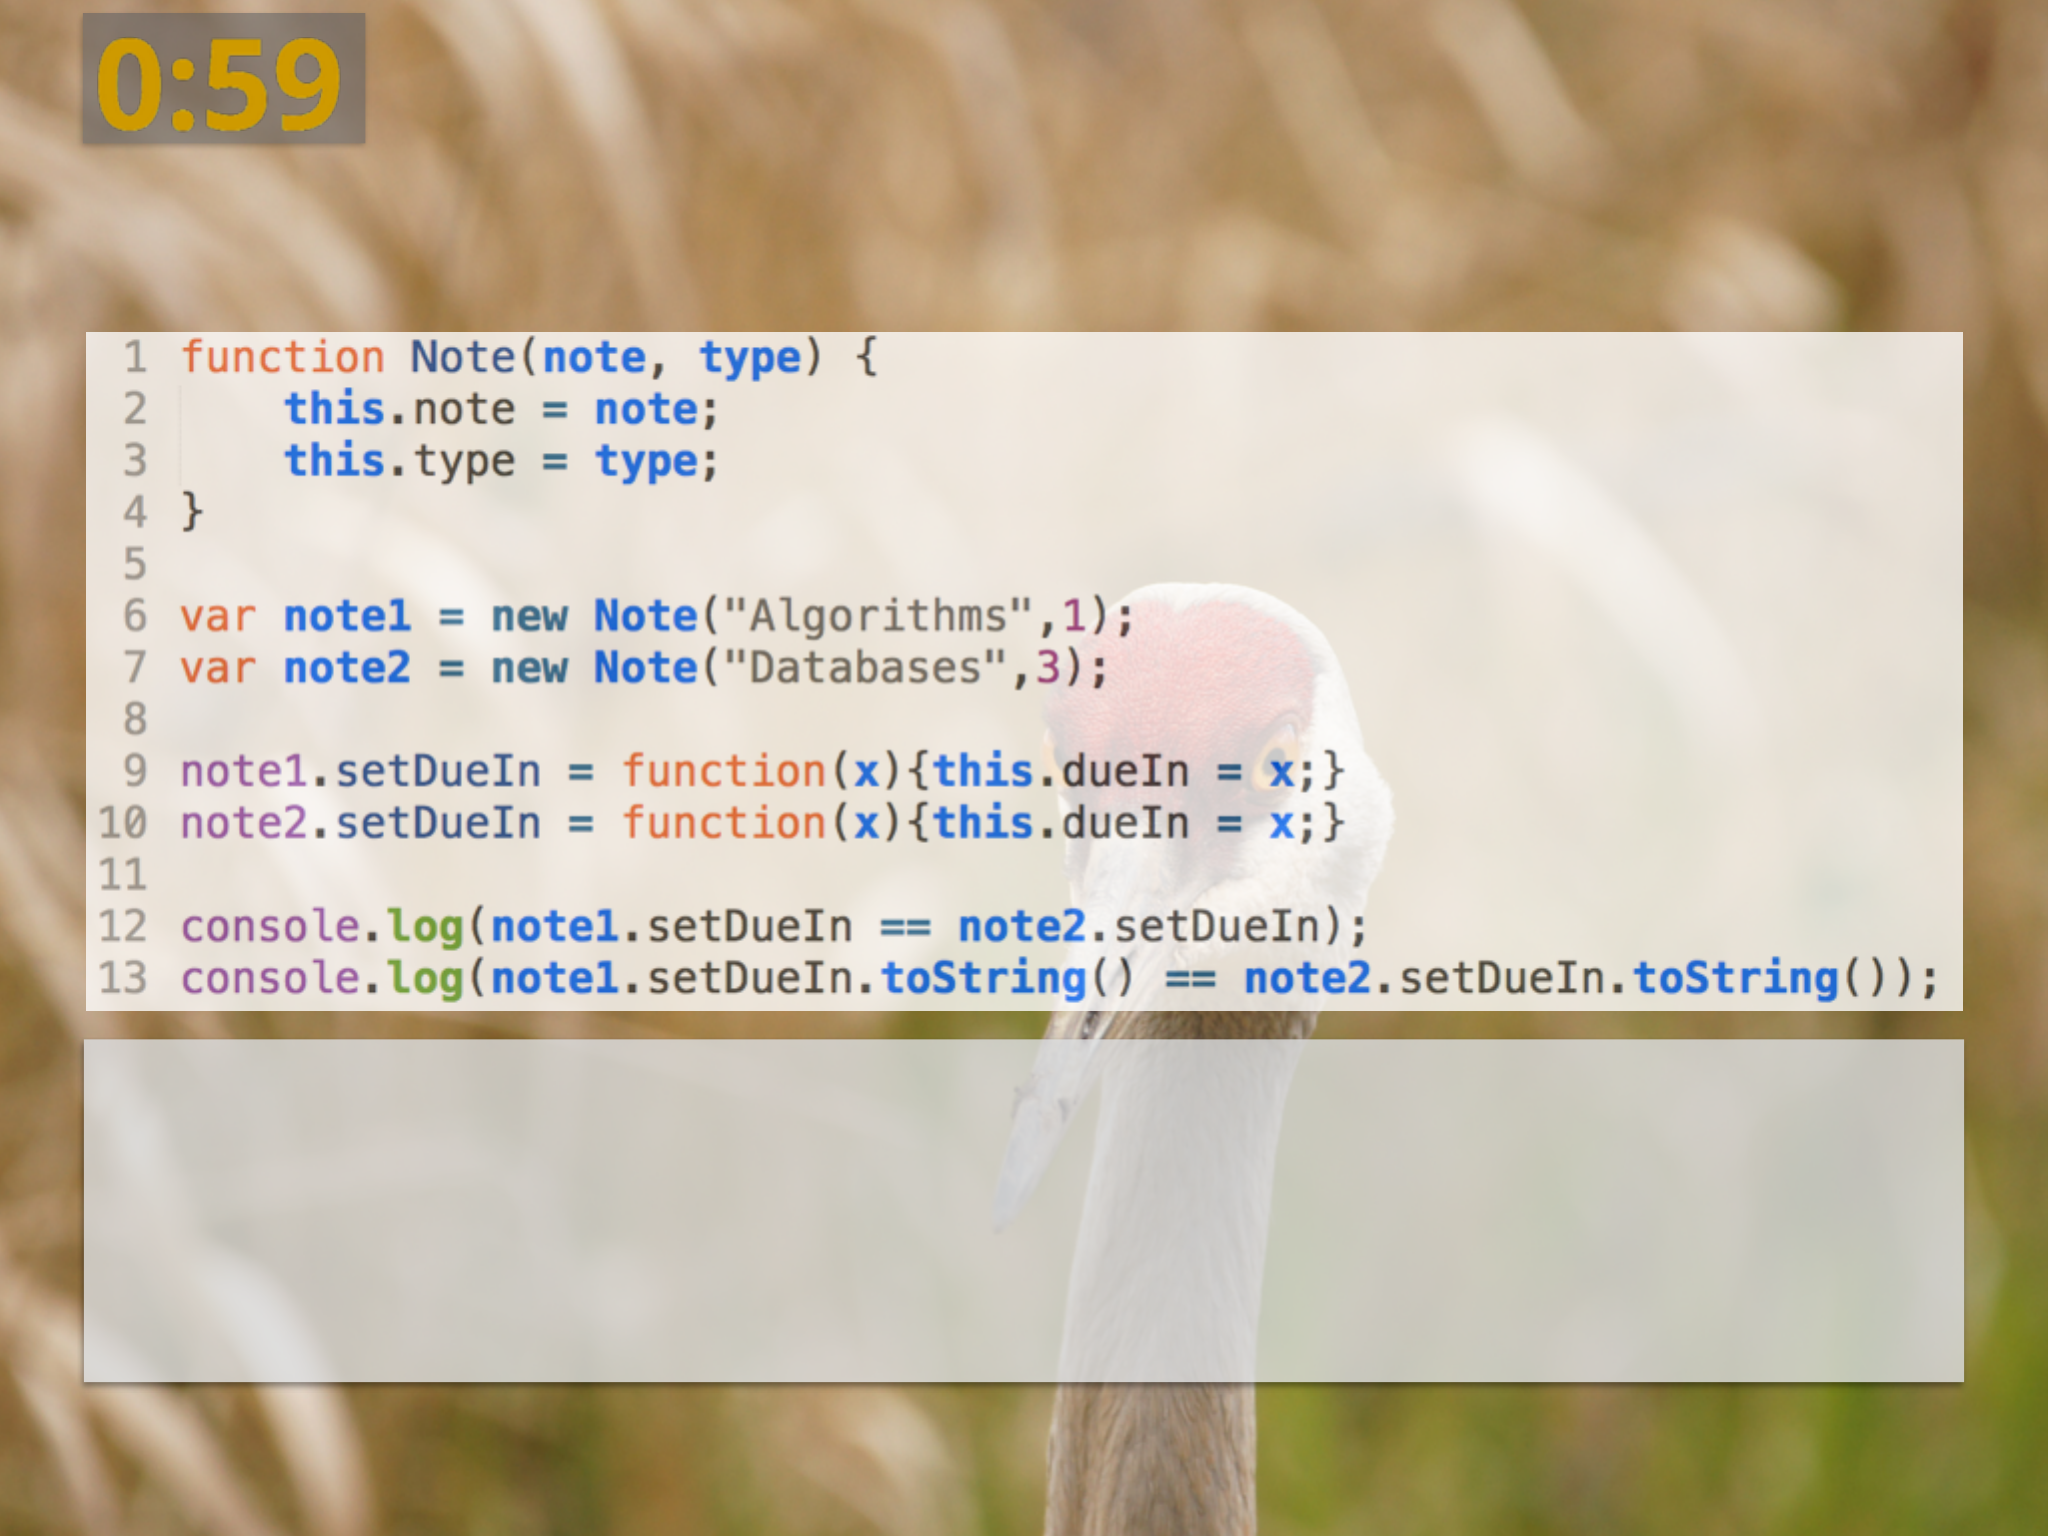 0:59
1 function Note(note, type) {
2     this.note = note;
3     this.type = type;
4 }
5
6 var note1 = new Note("Algorithms",1);
7 var note2 = new Note("Databases",3);
8
9 note1.setDueIn = function(x){this.dueIn = x;}
10 note2.setDueIn = function(x){this.dueIn = x;}
11
12 console.log(note1.setDueIn == note2.setDueIn);
13 console.log(note1.setDueIn.toString() == note2.setDueIn.toString());